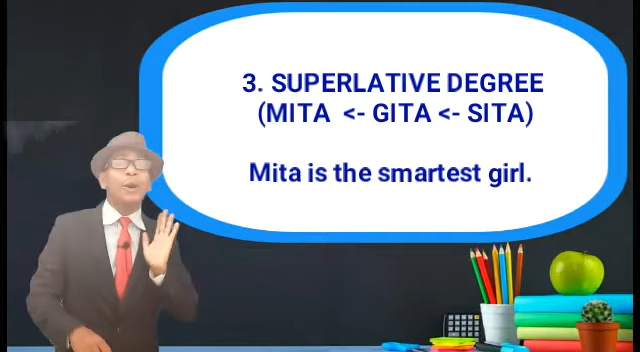 3. SUPERLATIVE DEGREE
(MITA <- GITA <- SITA)
Mita is the smartest girl.